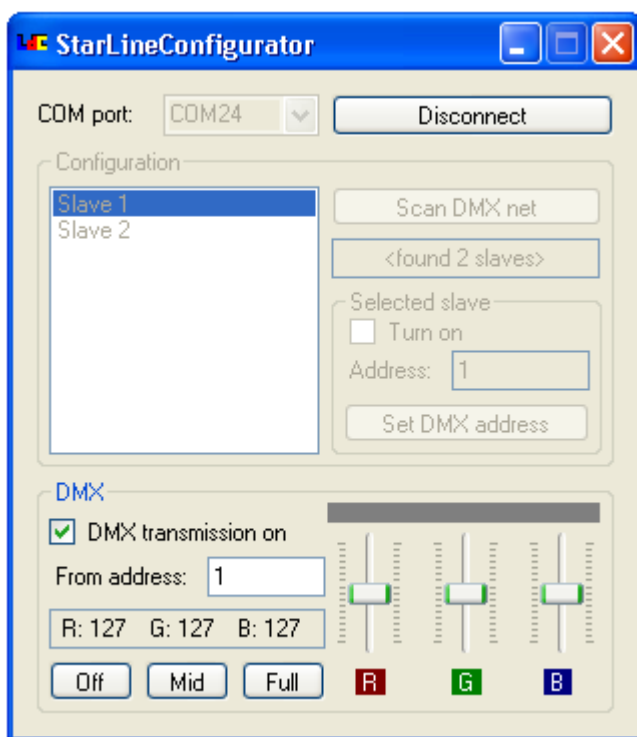 StarLineConfigurator
COM port: COM24 Disconnect
Configuration
Slave 1
Slave 2
Scan DMX net
<found 2 slaves>
Selected slave
Turn on
Address: 1
Set DMX address
DMX
DMX transmission on
From address: 1
R: 127 G: 127 B: 127
Off Mid Full
R G B